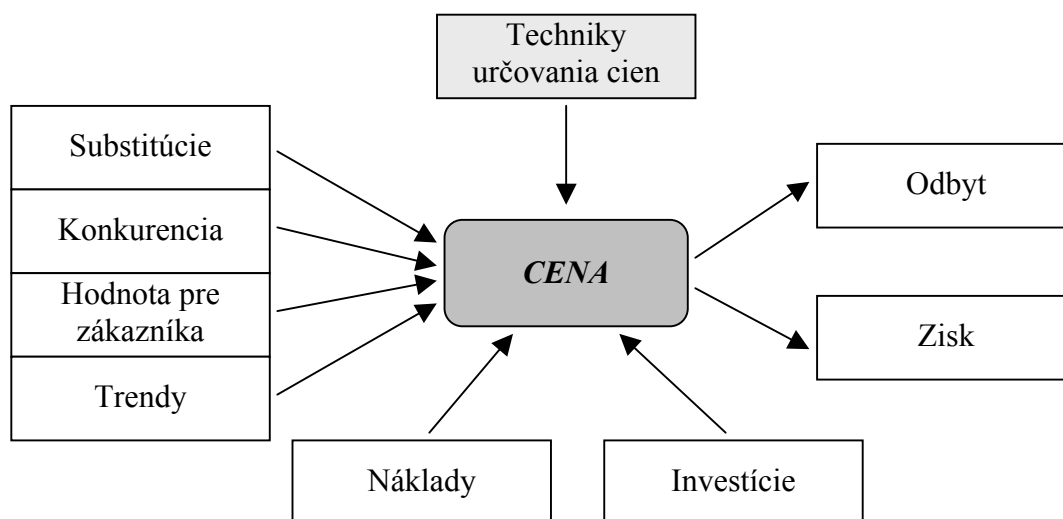 Techniky
určovania cien
Substitúcie
Konkurencia
Hodnota pre
zákazníka
Trendy
CENA
Odbyt
Zisk
Náklady
Investície